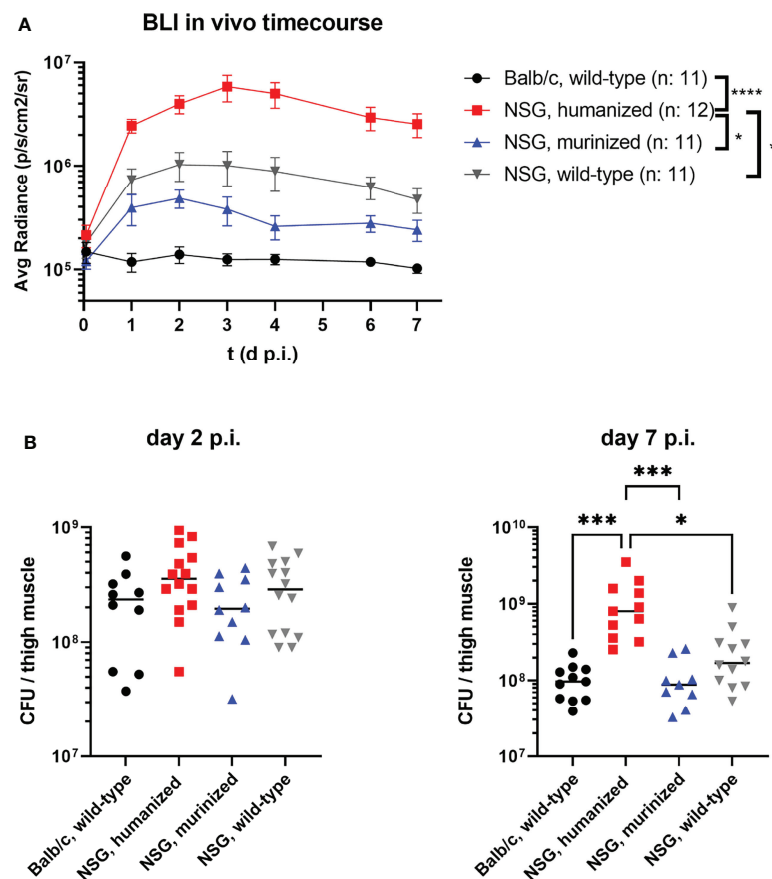 A
BLI in vivo timecourse
Avg Radiance (p/s/cm2/sr)
10^7
10^6
10^5
0 1 2 3 4 5 6 7
t (d p.i.)
Balb/c, wild-type (n: 11)
NSG, humanized (n: 12)
NSG, murinized (n: 11)
NSG, wild-type (n: 11)
****
*
*
B
day 2 p.i.
CFU / thigh muscle
10^9
10^8
10^7
Balb/c, wild-type
NSG, humanized
NSG, murinized
NSG, wild-type
day 7 p.i.
***
***
*
CFU / thigh muscle
10^10
10^9
10^8
10^7
Balb/c, wild-type
NSG, humanized
NSG, murinized
NSG, wild-type